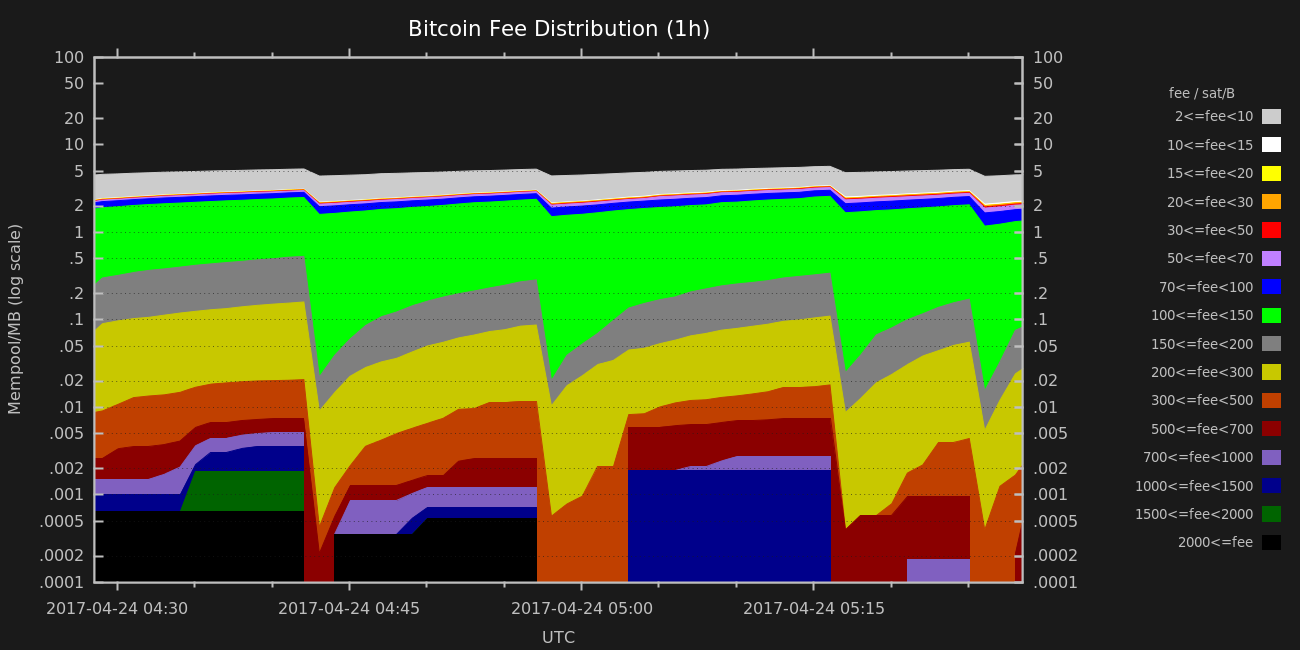 Bitcoin Fee Distribution (1h)
100
50
20
10
5
2
1
.5
.2
.1
.05
.02
.01
.005
.002
.001
.0005
.0002
.0001
Mempool/MB (log scale)
100
50
20
10
5
2
1
.5
.2
.1
.05
.02
.01
.005
.002
.001
.0005
.0002
.0001
2017-04-24 04:30
2017-04-24 04:45
2017-04-24 05:00
2017-04-24 05:15
UTC
fee / sat/B
2<=fee<10
10<=fee<15
15<=fee<20
20<=fee<30
30<=fee<50
50<=fee<70
70<=fee<100
100<=fee<150
150<=fee<200
200<=fee<300
300<=fee<500
500<=fee<700
700<=fee<1000
1000<=fee<1500
1500<=fee<2000
2000<=fee